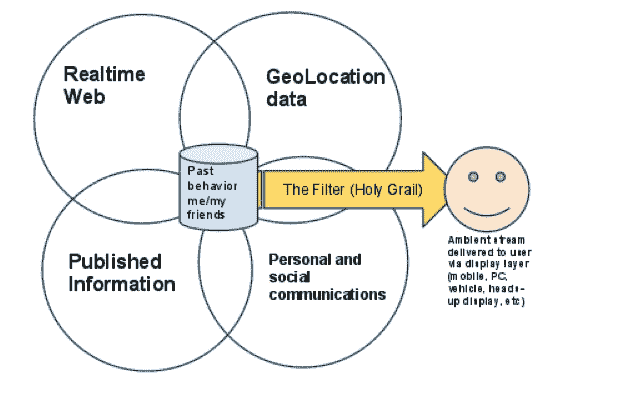 Realtime
Web
GeoLocation
data
Past
behavior
me/my
friends
The Filter (Holy Grail)
Published
Information
Personal and
social
communications
Ambient stream
delivered to user
via display layer
(mobile, PC,
vehicle, heads-
up display, etc)